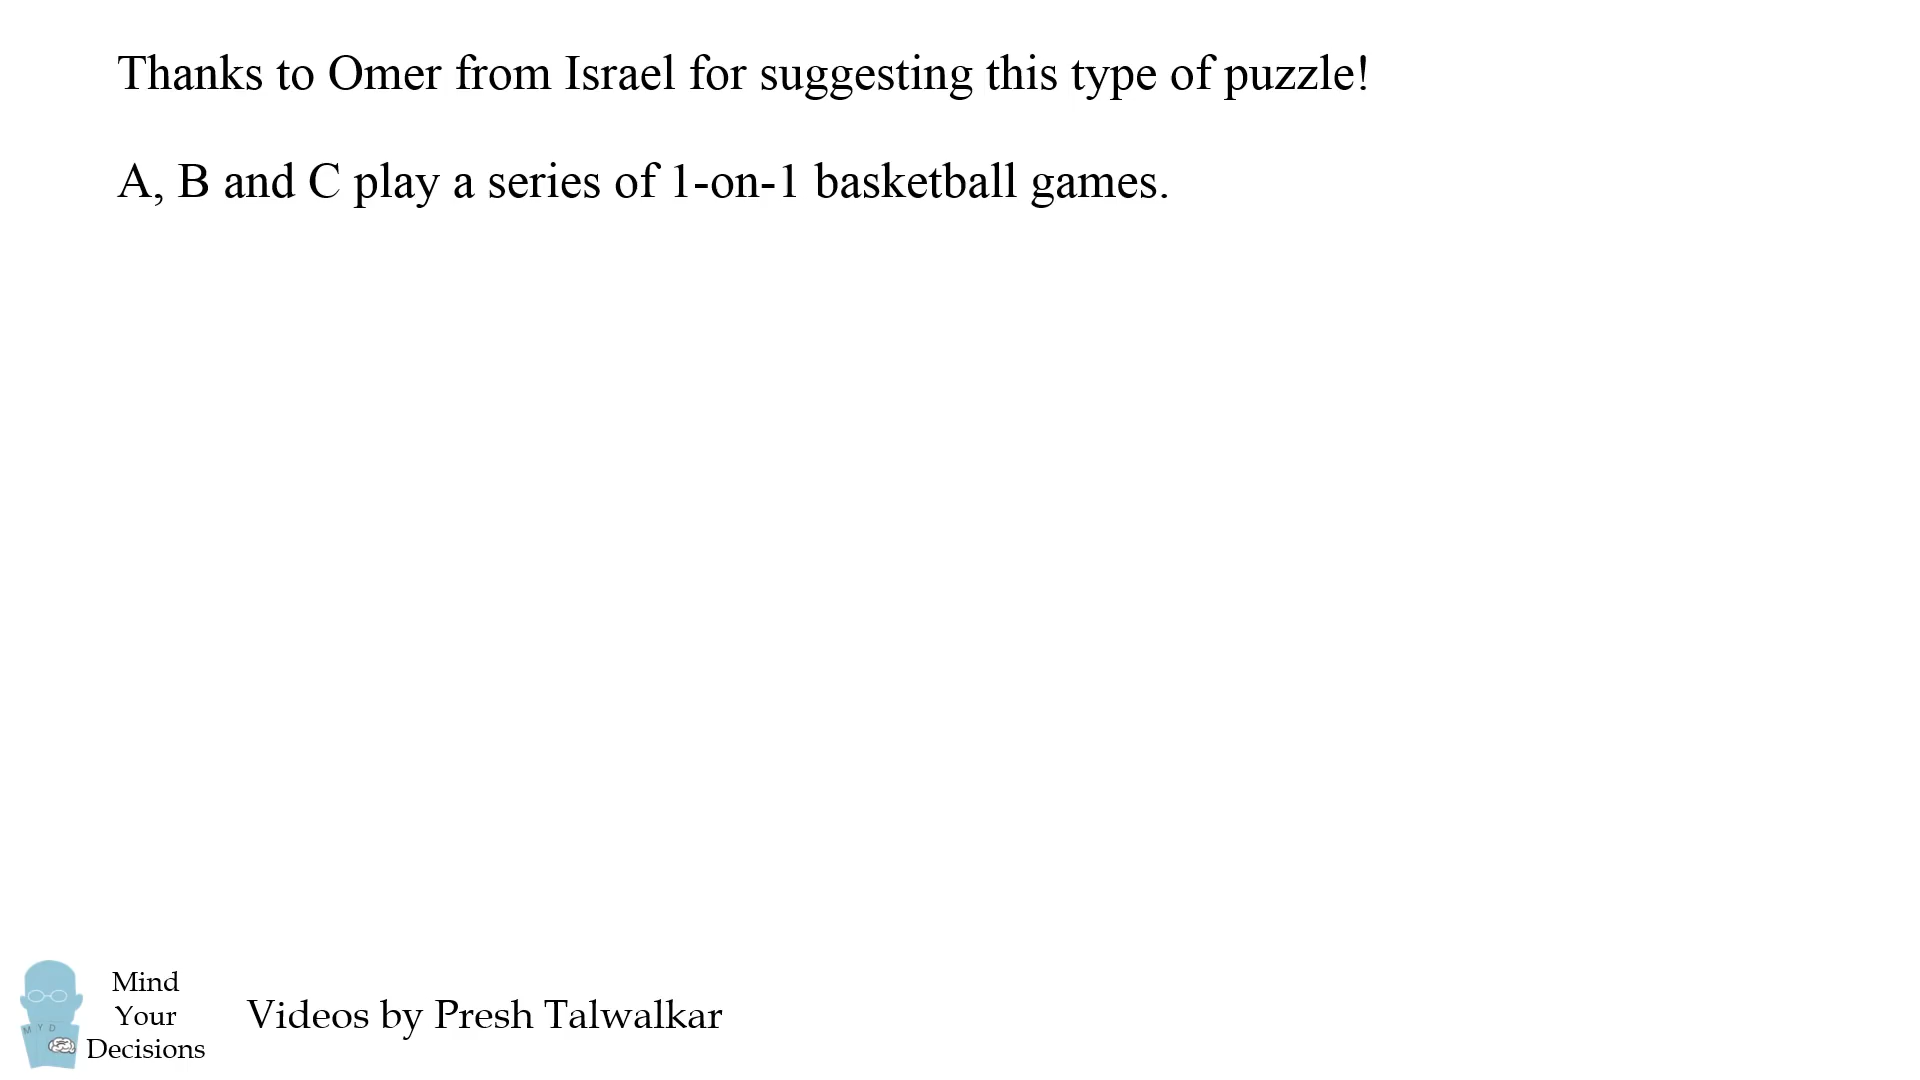 Thanks to Omer from Israel for suggesting this type of puzzle!
A, B and C play a series of 1-on-1 basketball games.
Mind
Your
Decisions
M Y D
Videos by Presh Talwalkar